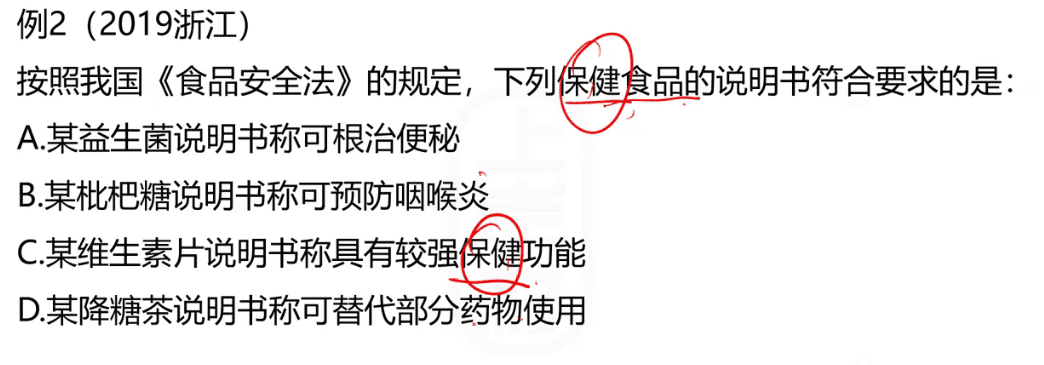 例2（2019浙江）
按照我国《食品安全法》的规定，下列保健食品的说明书符合要求的是：
A.某益生菌说明书称可根治便秘
B.某枇杷糖说明书称可预防咽喉炎
C.某维生素片说明书称具有较强保健功能
D.某降糖茶说明书称可替代部分药物使用